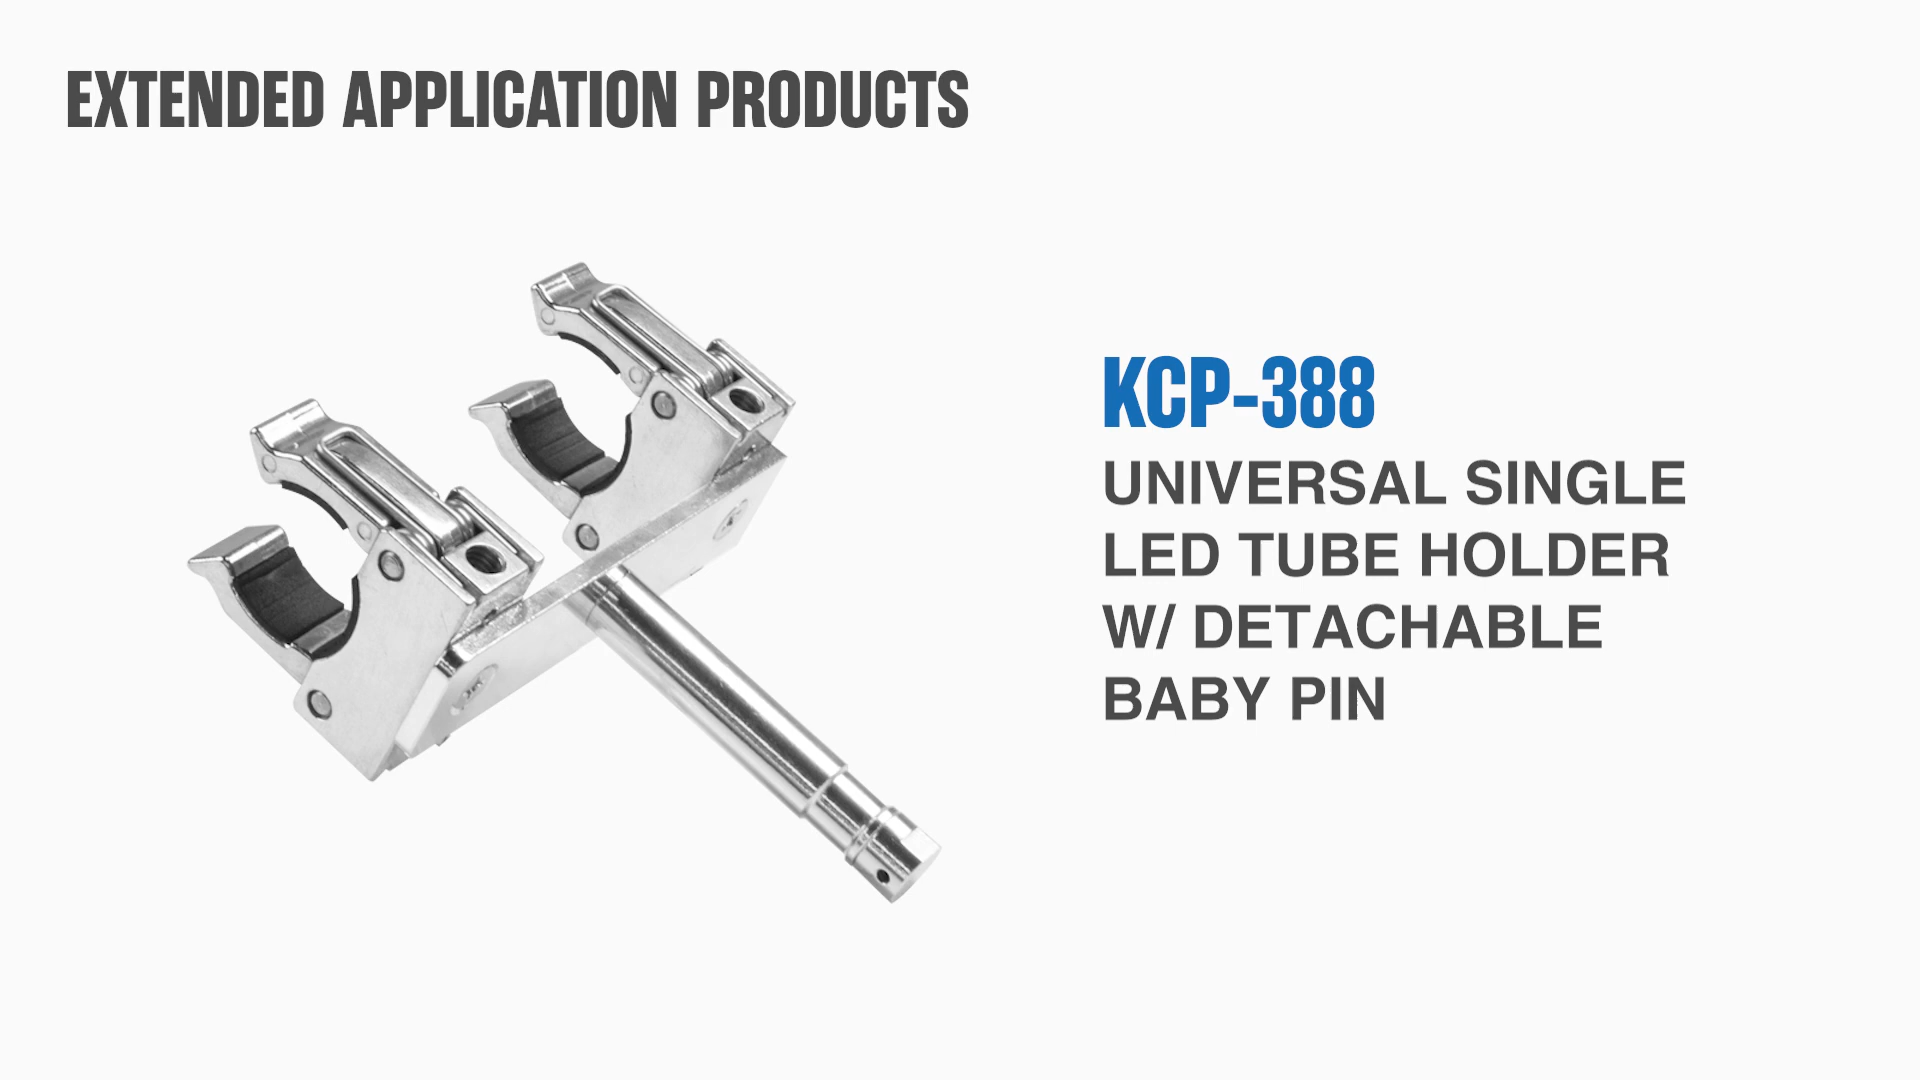 EXTENDED APPLICATION PRODUCTS
KCP-388
UNIVERSAL SINGLE
LED TUBE HOLDER
W/ DETACHABLE
BABY PIN